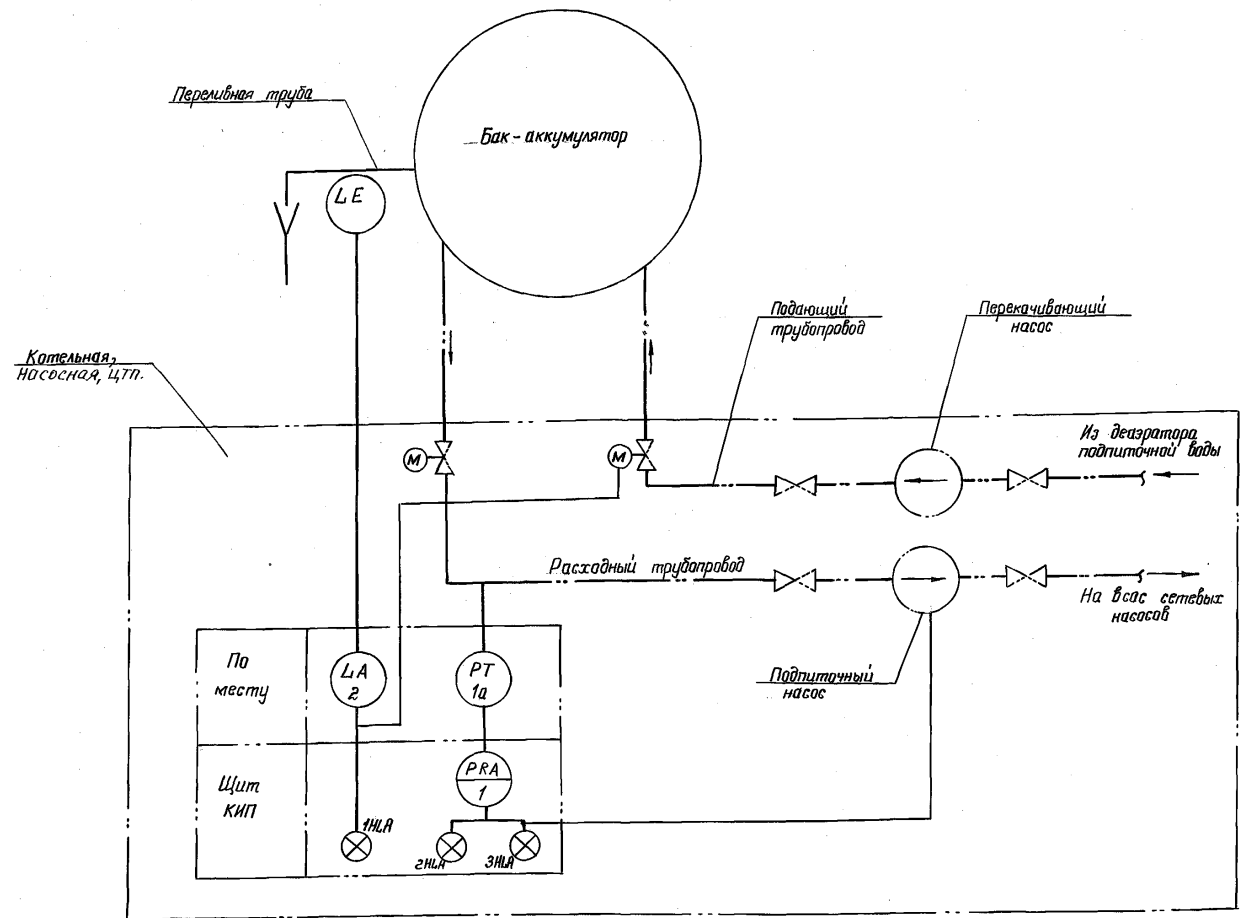 Переливная труба
Бак - аккумулятор
LE
Подающий
трубопровод
Перекачивающий
насос
Котельная,
насосная, ЦТП.
М
М
Из деаэратора
подпиточной воды
Расходный трубопровод
На всас сетевых
насосов
По
месту
LA
2
PT
1а
Подпиточный
насос
Щит
КИП
PRA
1
1HLA
2HLA
3HLA